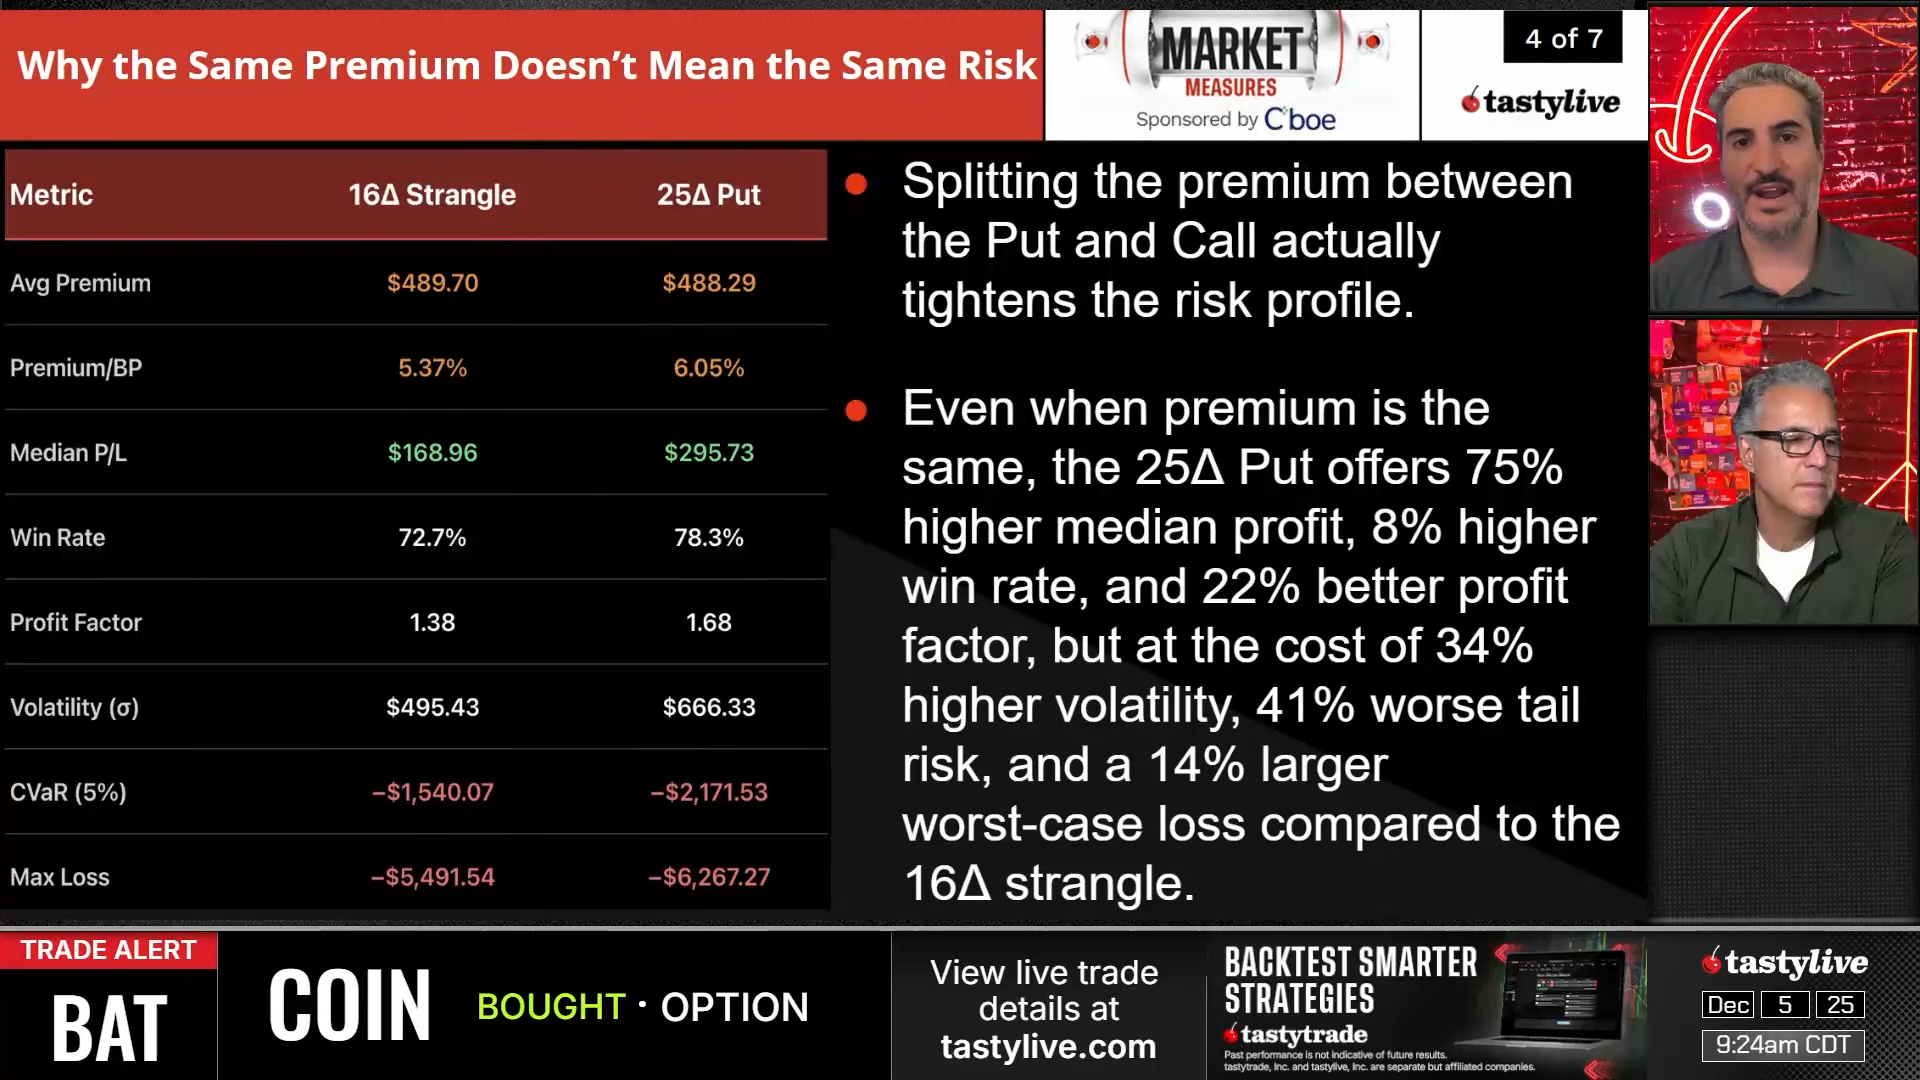 Why the Same Premium Doesn't Mean the Same Risk
MARKET
MEASURES
Sponsored by Cboe
4 of 7
tastylive
Metric 16Δ Strangle 25Δ Put
Avg Premium $489.70 $488.29
Premium/BP 5.37% 6.05%
Median P/L $168.96 $295.73
Win Rate 72.7% 78.3%
Profit Factor 1.38 1.68
Volatility (σ) $495.43 $666.33
CVaR (5%) −$1,540.07 −$2,171.53
Max Loss −$5,491.54 −$6,267.27
Splitting the premium between
the Put and Call actually
tightens the risk profile.
Even when premium is the
same, the 25Δ Put offers 75%
higher median profit, 8% higher
win rate, and 22% better profit
factor, but at the cost of 34%
higher volatility, 41% worse tail
risk, and a 14% larger
worst-case loss compared to the
16Δ strangle.
TRADE ALERT
BAT
COIN BOUGHT · OPTION
View live trade
details at
tastylive.com
BACKTEST SMARTER
STRATEGIES
tastytrade
Past performance is not indicative of future results.
tastytrade, Inc. and tastylive, Inc. are separate but affiliated companies.
tastylive
Dec 5 25
9:24am CDT